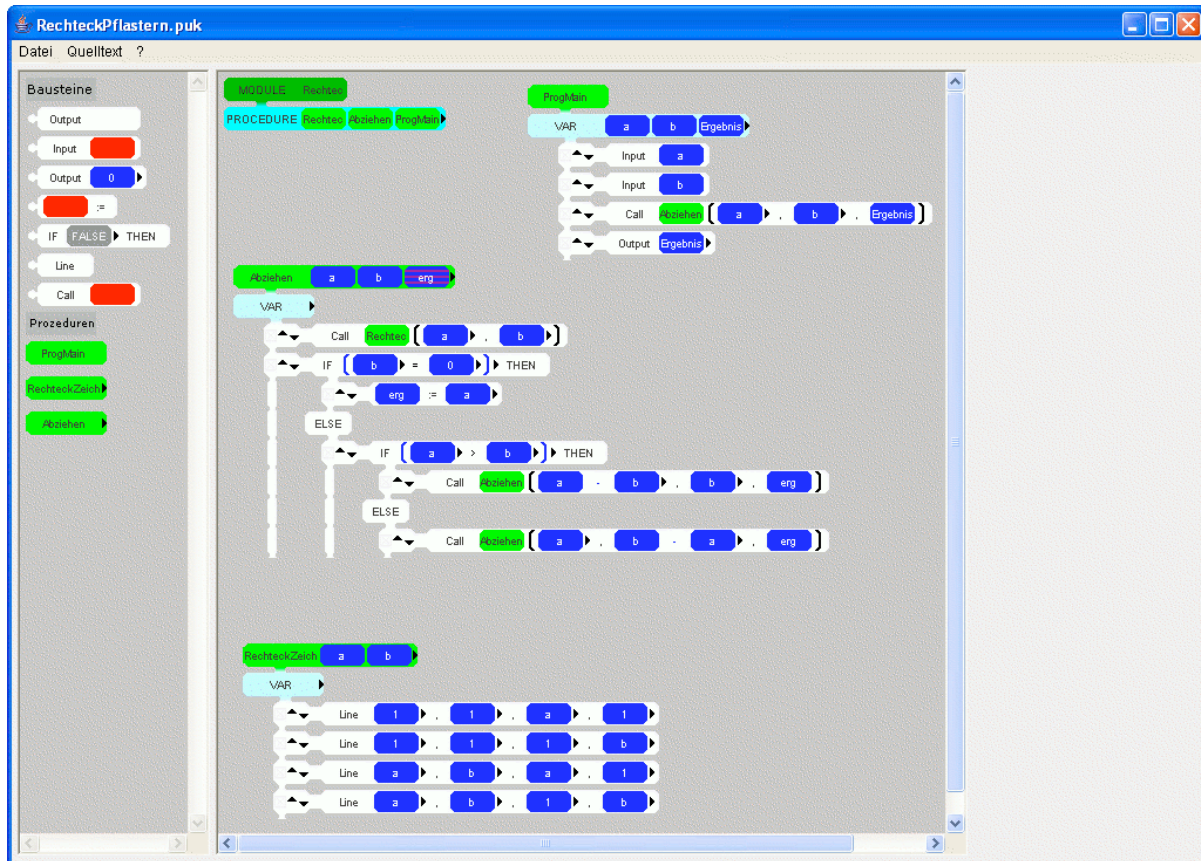 RechteckPflastern.puk
Datei Quelltext ?
Bausteine
Output
Input
Output 0
:=
IF FALSE THEN
Line
Call
Prozeduren
ProgMain
RechteckZeich
Abziehen
MODULE Rechtec
PROCEDURE Rechtec Abziehen ProgMain
ProgMain
VAR a b Ergebnis
Input a
Input b
Call Abziehen ( a , b , Ergebnis )
Output Ergebnis
Abziehen a b erg
VAR
Call Rechtec ( a , b )
IF ( b = 0 ) THEN
erg := a
ELSE
IF ( a > b ) THEN
Call Abziehen ( a - b , b , erg )
ELSE
Call Abziehen ( a , b - a , erg )
RechteckZeich a b
VAR
Line 1 , 1 , a , 1
Line 1 , 1 , 1 , b
Line a , b , a , 1
Line a , b , 1 , b